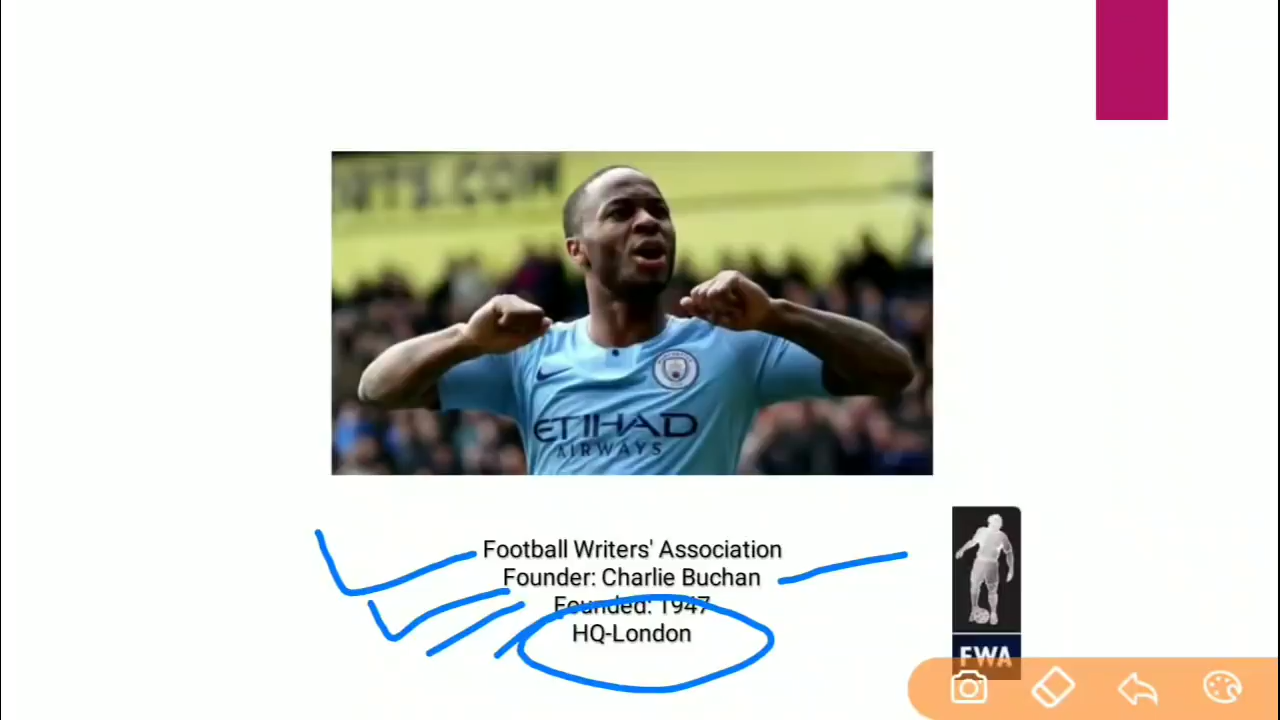 ETIHAD
AIRWAYS
Football Writers' Association
Founder: Charlie Buchan
Founded: 1947
HQ-London
FWA